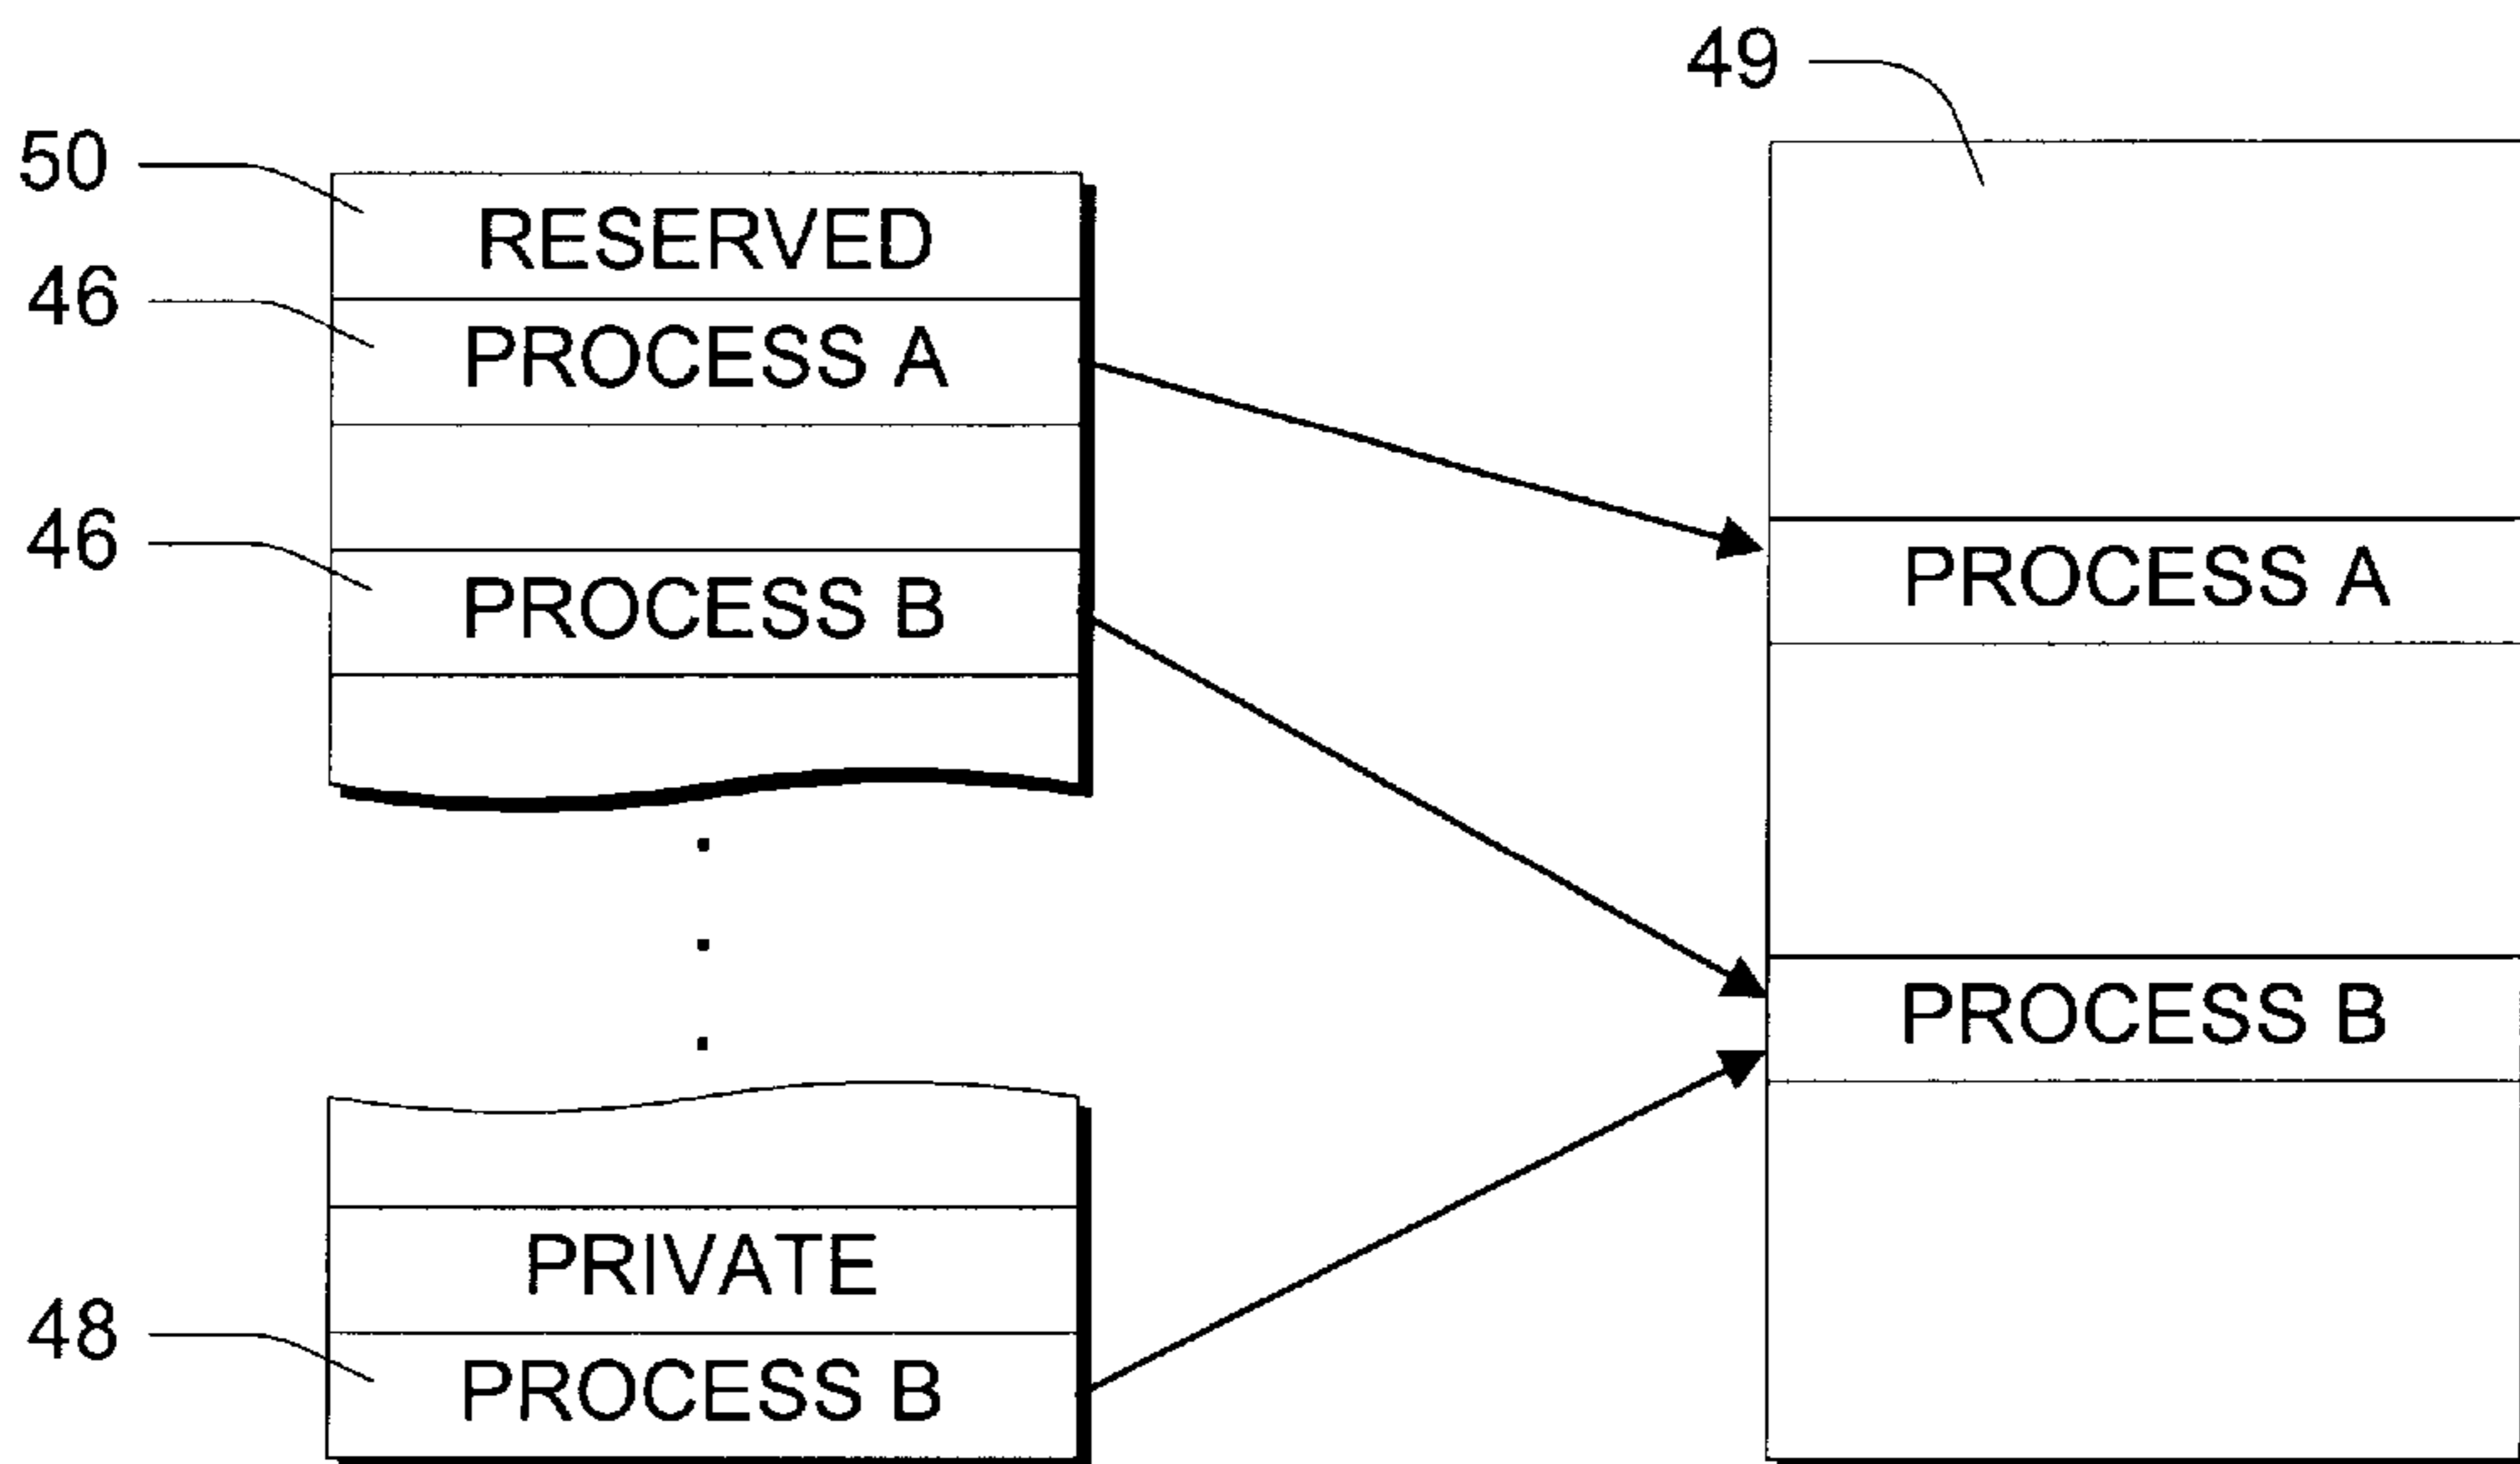 49
50
RESERVED
46
PROCESS A
46
PROCESS A
PROCESS B
PROCESS B
PRIVATE
48
PROCESS B